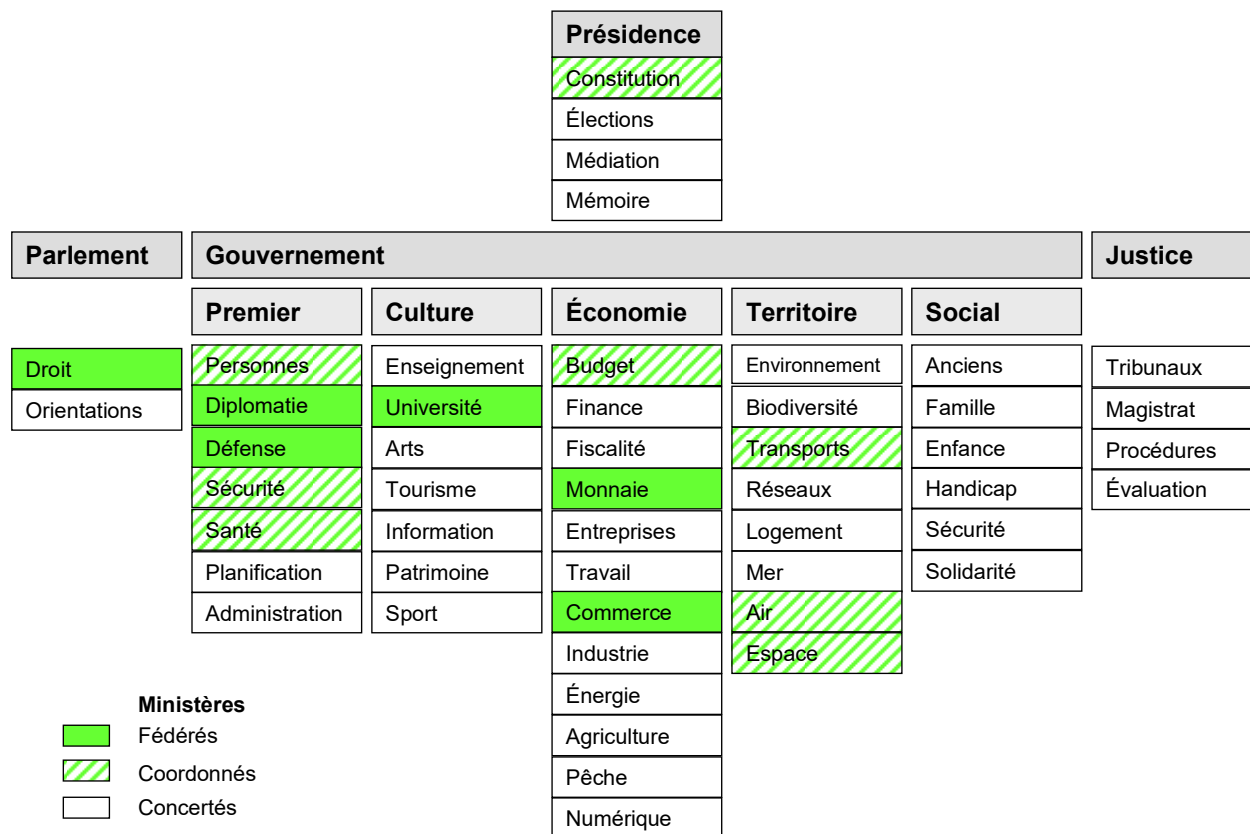 Présidence
Constitution
Élections
Médiation
Mémoire
Parlement
Gouvernement
Justice
Droit
Orientations
Premier
Personnes
Diplomatie
Défense
Sécurité
Santé
Planification
Administration
Culture
Enseignement
Université
Arts
Tourisme
Information
Patrimoine
Sport
Économie
Budget
Finance
Fiscalité
Monnaie
Entreprises
Travail
Commerce
Industrie
Énergie
Agriculture
Pêche
Numérique
Territoire
Environnement
Biodiversité
Transports
Réseaux
Logement
Mer
Air
Espace
Social
Anciens
Famille
Enfance
Handicap
Sécurité
Solidarité
Tribunaux
Magistrat
Procédures
Évaluation
Ministères
Fédérés
Coordonnés
Concertés